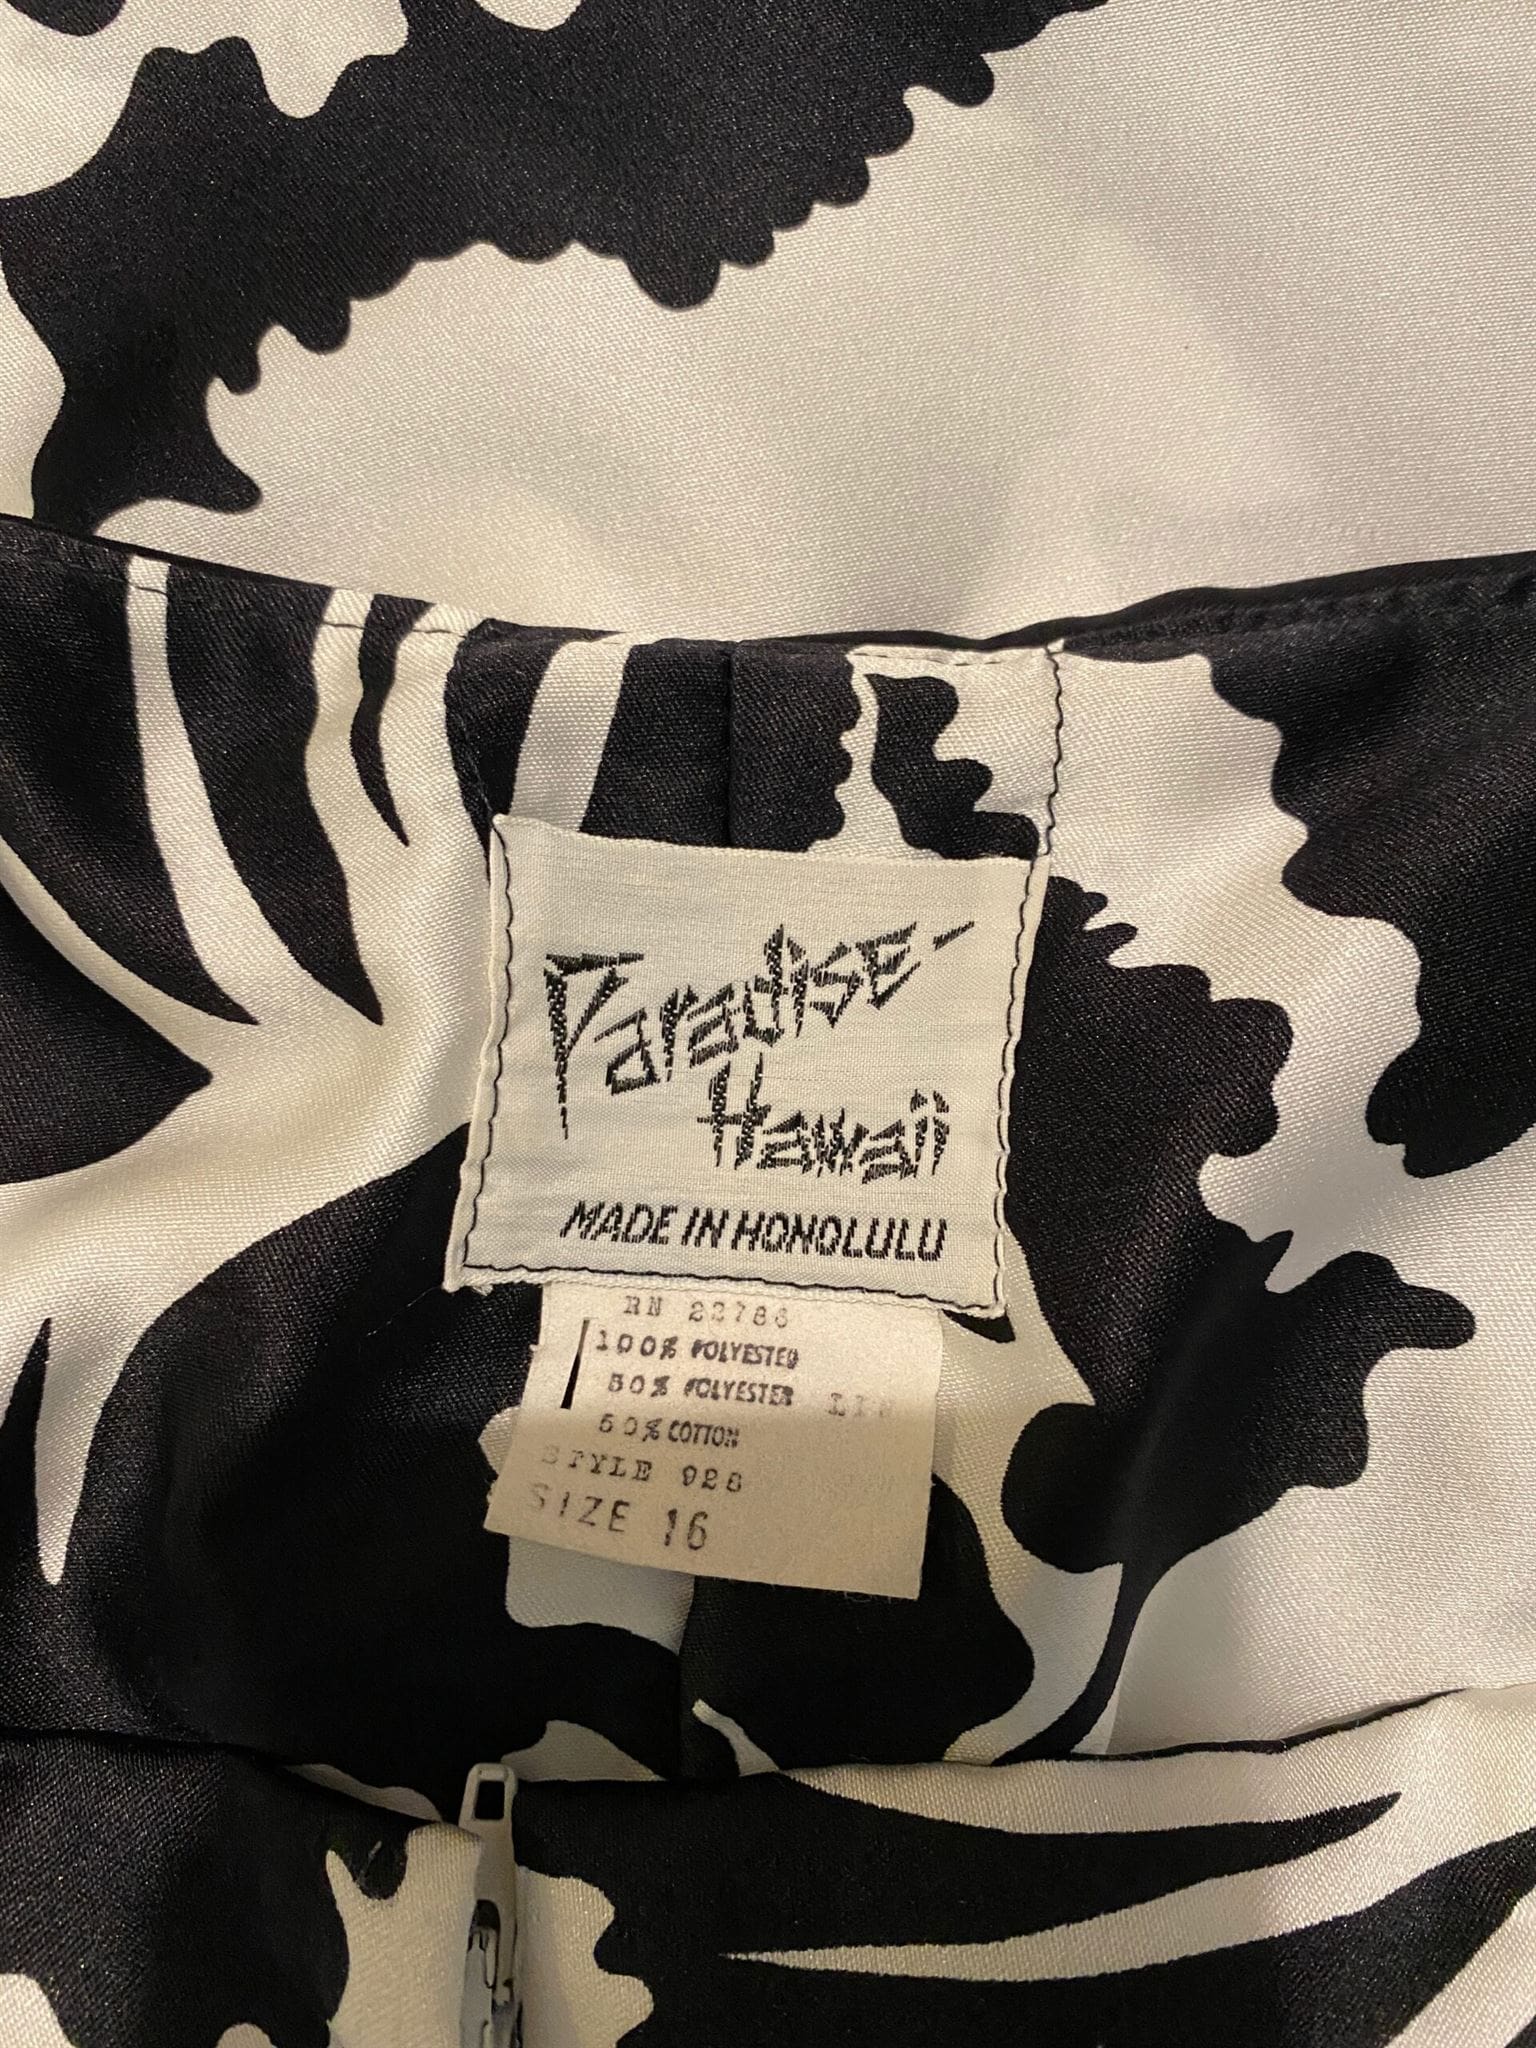 Paradise
Hawaii
MADE IN HONOLULU
RN 22786
100% POLYESTER
50% POLYESTER
50% COTTON
STYLE 928
SIZE 16